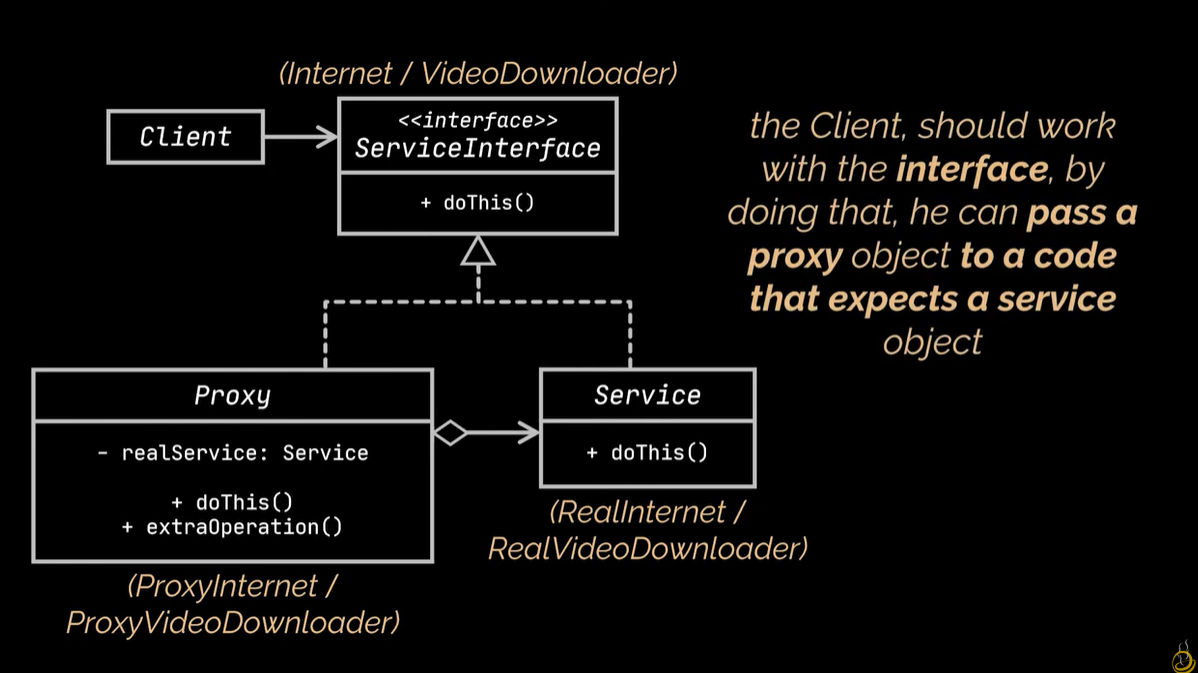 (Internet / VideoDownloader)
Client
<<interface>>
ServiceInterface
+ doThis()
the Client, should work
with the interface, by
doing that, he can pass a
proxy object to a code
that expects a service
object
Proxy
- realService: Service
+ doThis()
+ extraOperation()
(ProxyInternet /
ProxyVideoDownloader)
Service
+ doThis()
(RealInternet /
RealVideoDownloader)